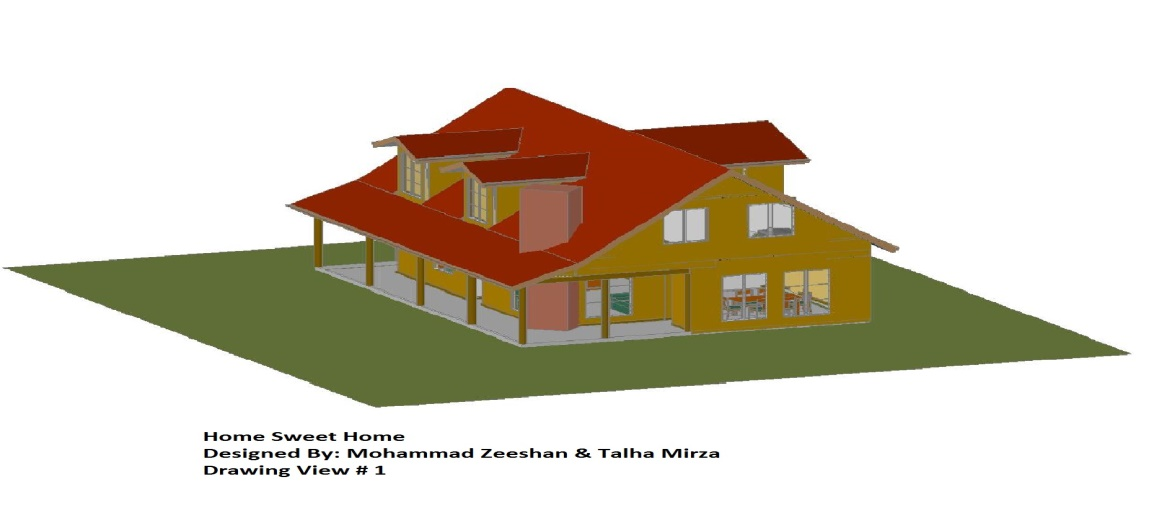 Home Sweet Home
Designed By: Mohammad Zeeshan & Talha Mirza
Drawing View # 1